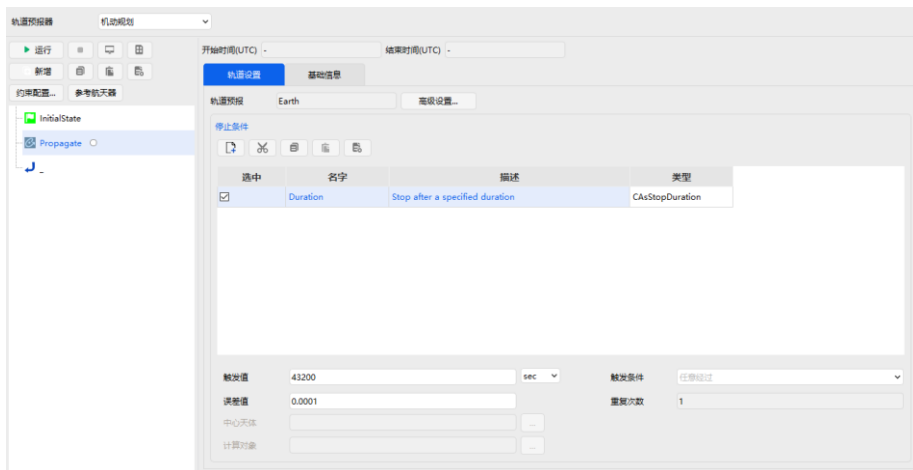 轨道预报器 机动规划
运行
新增
约束配置... 参考航天器
InitialState
Propagate
-
开始时间(UTC) - 结束时间(UTC) -
轨道设置 基础信息
轨道预报 Earth 高级设置...
停止条件
选中 名字 描述 类型
Duration Stop after a specified duration CAsStopDuration
触发值 43200 sec 触发条件 任意经过
误差值 0.0001 重复次数 1
中心天体 ...
计算对象 ...